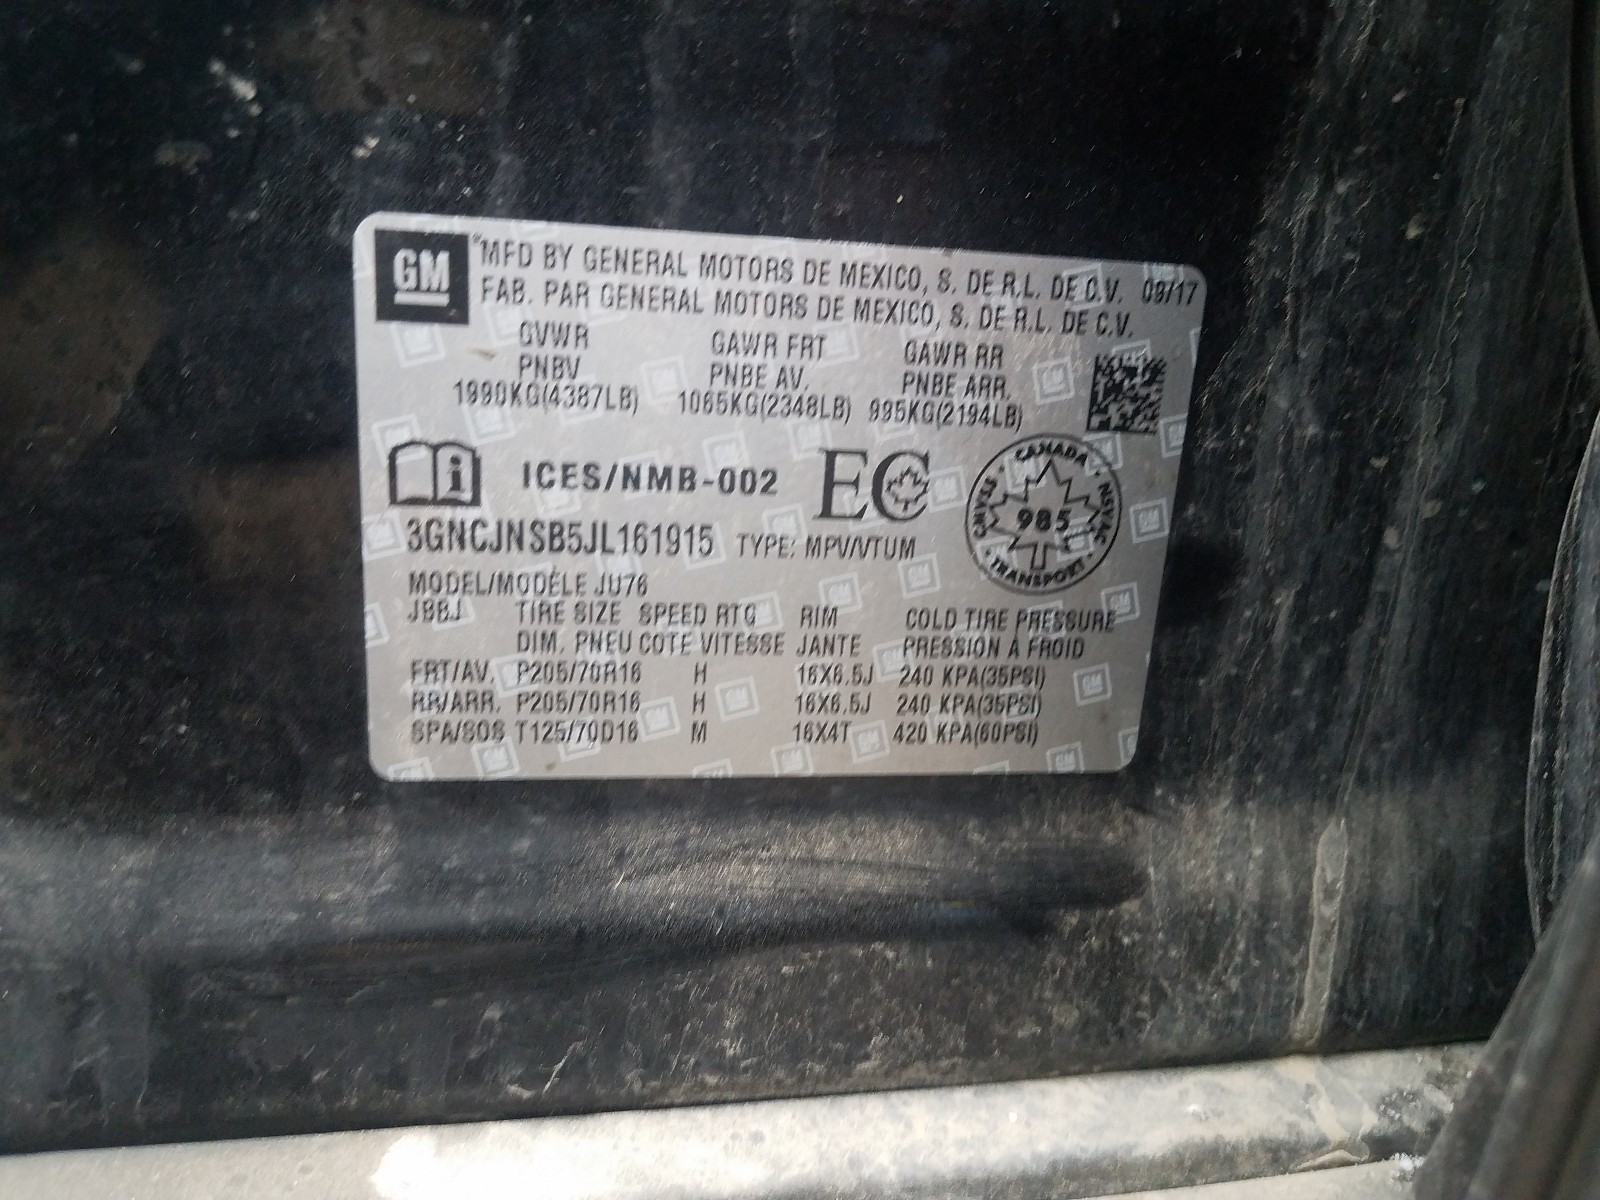 GM
*MFD BY GENERAL MOTORS DE MEXICO, S. DE R.L. DE C.V. 09/17
FAB. PAR GENERAL MOTORS DE MEXICO, S. DE R.L. DE C.V.
GVWR GAWR FRT GAWR RR
PNBV PNBE AV. PNBE ARR.
1990KG(4387LB) 1065KG(2348LB) 995KG(2194LB)
i ICES/NMB-002 EC
CANADA
CMVSS NSVAC
985
TRANSPORT
3GNCJNSB5JL161915 TYPE: MPV/VTUM
MODEL/MODÈLE JU76
JBBJ TIRE SIZE SPEED RTG RIM COLD TIRE PRESSURE
DIM. PNEU COTE VITESSE JANTE PRESSION A FROID
FRT/AV. P205/70R16 H 16X6.5J 240 KPA(35PSI)
RR/ARR. P205/70R16 H 16X6.5J 240 KPA(35PSI)
SPA/SOS T125/70D16 M 16X4T 420 KPA(60PSI)